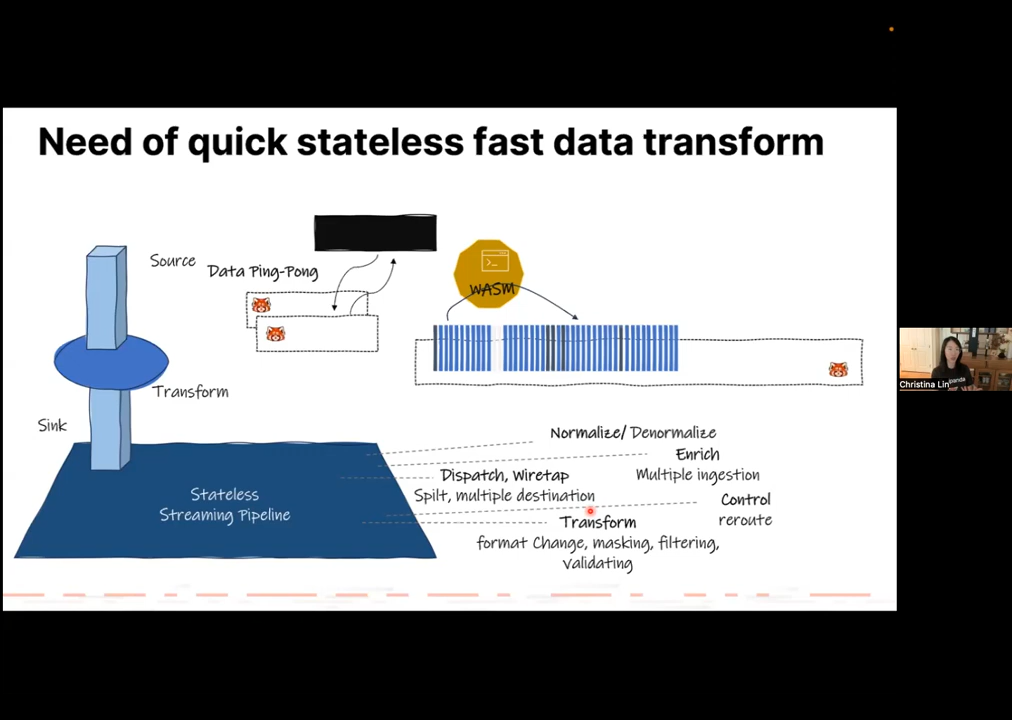 Need of quick stateless fast data transform
Source
Data Ping-Pong
WASM
Transform
Sink
Stateless
Streaming Pipeline
Normalize/ Denormalize
Enrich
Multiple ingestion
Dispatch, Wiretap
Spilt, multiple destination
Control
reroute
Transform
format Change, masking, filtering,
validating
Christina Lin
panda